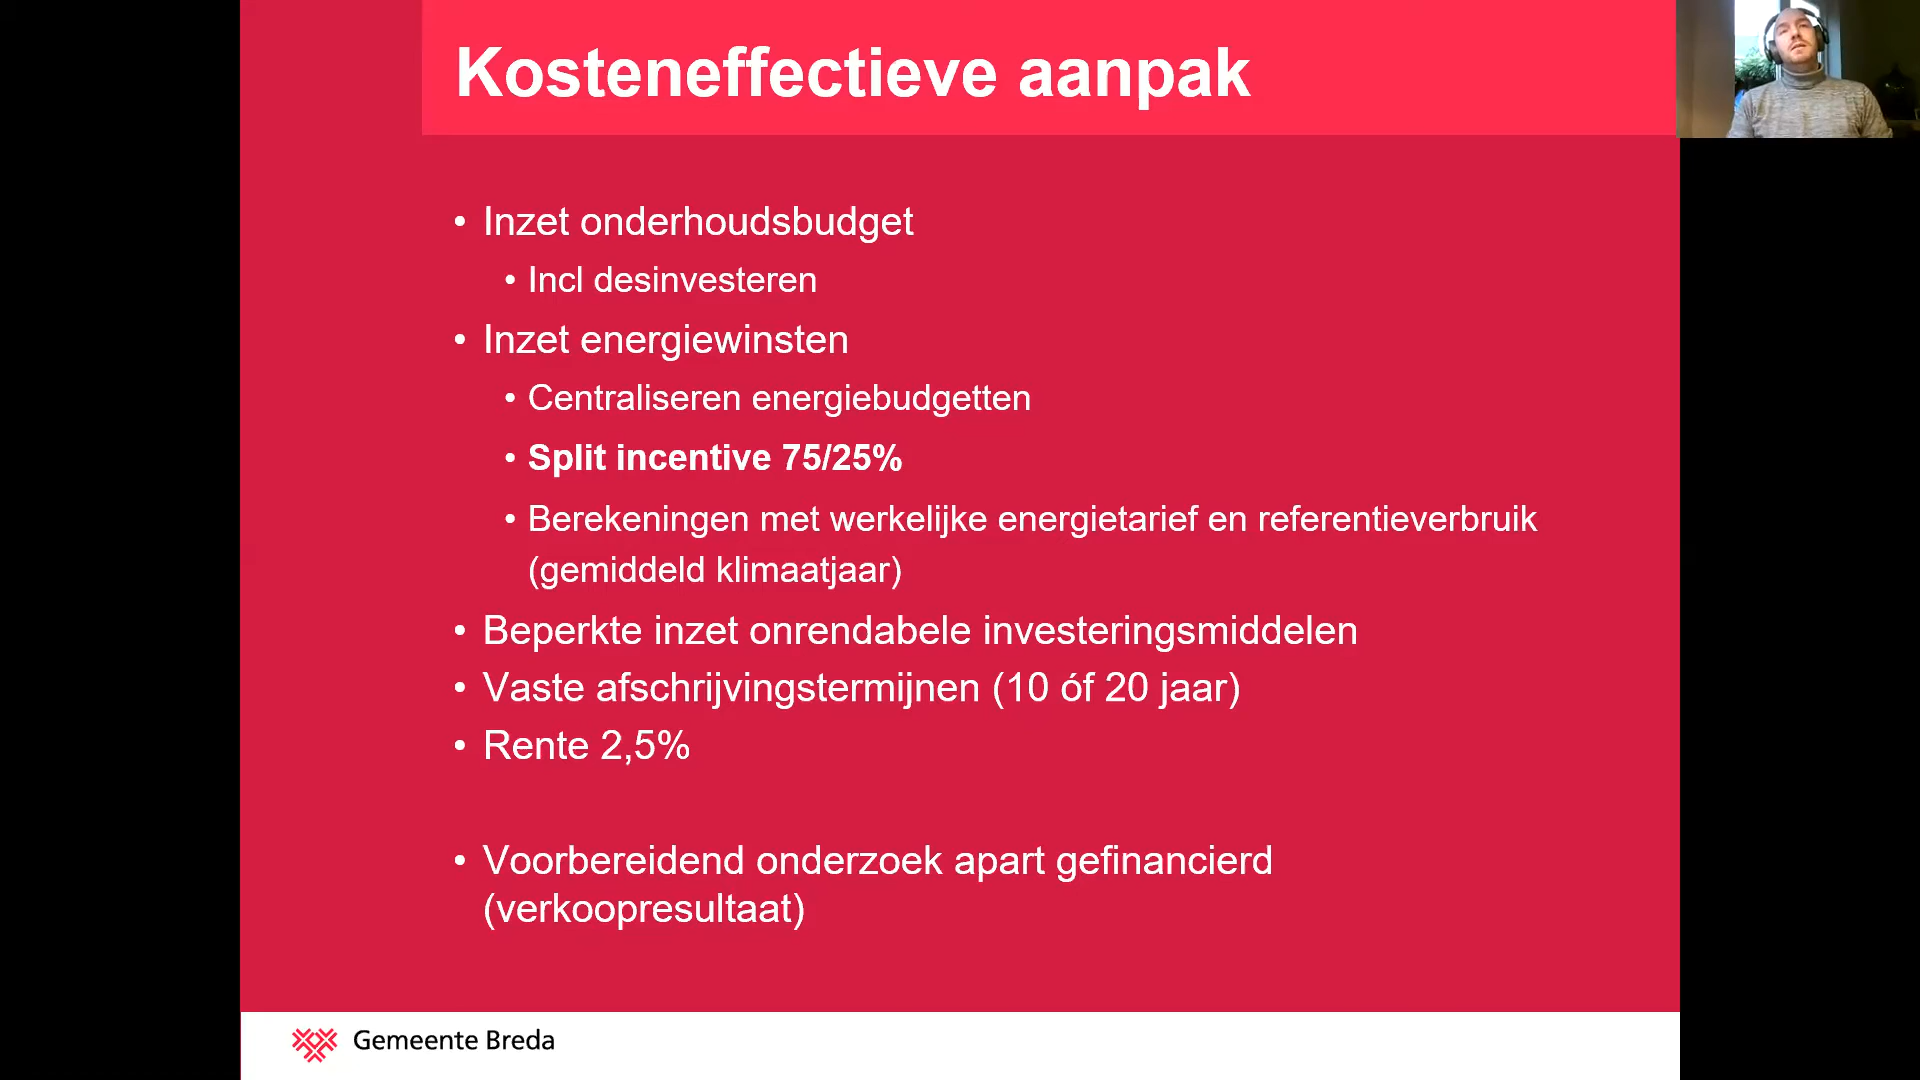 Kosteneffectieve aanpak
• Inzet onderhoudsbudget
• Incl desinvesteren
• Inzet energiewinsten
• Centraliseren energiebudgetten
• Split incentive 75/25%
• Berekeningen met werkelijke energietarief en referentieverbruik
(gemiddeld klimaatjaar)
• Beperkte inzet onrendabele investeringsmiddelen
• Vaste afschrijvingstermijnen (10 óf 20 jaar)
• Rente 2,5%
• Voorbereidend onderzoek apart gefinancierd
(verkoopresultaat)
Gemeente Breda